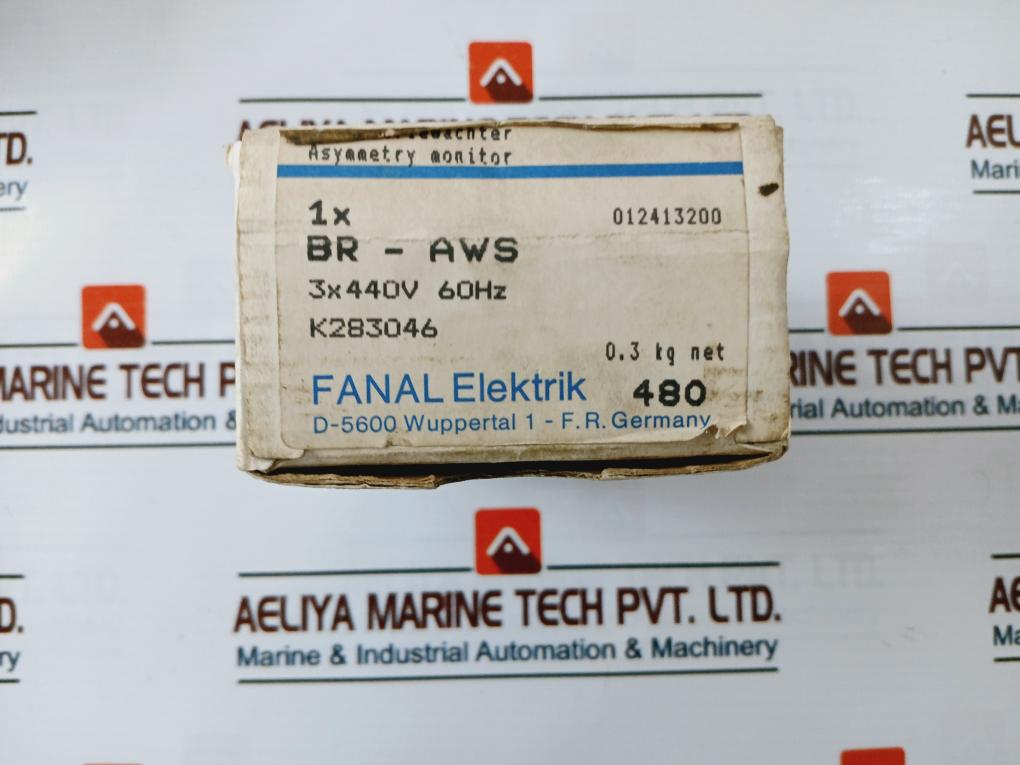 Asymmetry monitor
1x 012413200
BR - AWS
3x440V 60Hz
K283046
0.3 kg net
FANAL Elektrik 480
D-5600 Wuppertal 1 - F.R. Germany
AELIYA MARINE TECH PVT. LTD.
Marine & Industrial Automation & Machinery